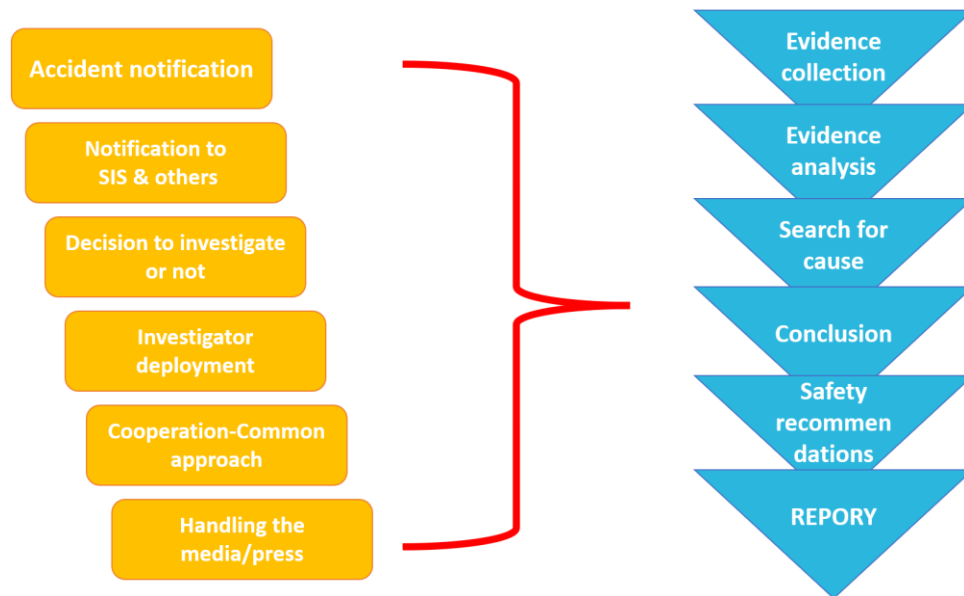 Accident notification
Notification to
SIS & others
Decision to investigate
or not
Investigator
deployment
Cooperation-Common
approach
Handling the
media/press
Evidence
collection
Evidence
analysis
Search for
cause
Conclusion
Safety
recommen
dations
REPORY